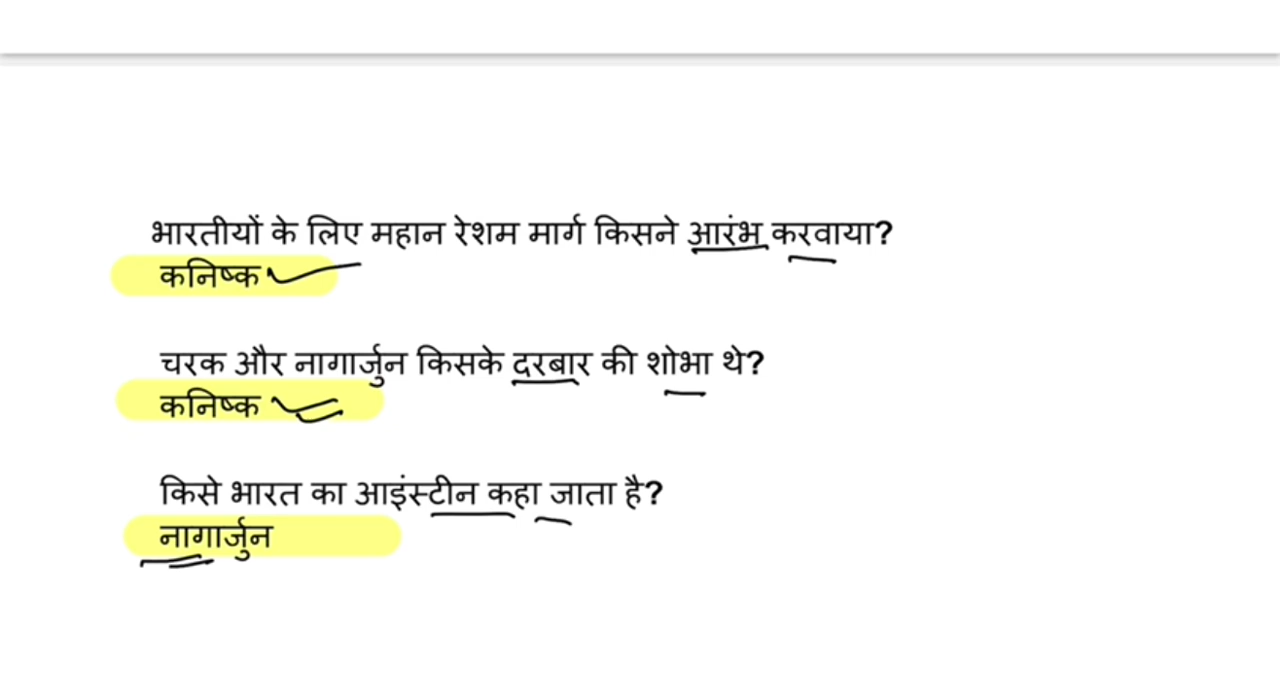 भारतीयों के लिए महान रेशम मार्ग किसने आरंभ करवाया?
कनिष्क
चरक और नागार्जुन किसके दरबार की शोभा थे?
कनिष्क
किसे भारत का आइंस्टीन कहा जाता है?
नागार्जुन